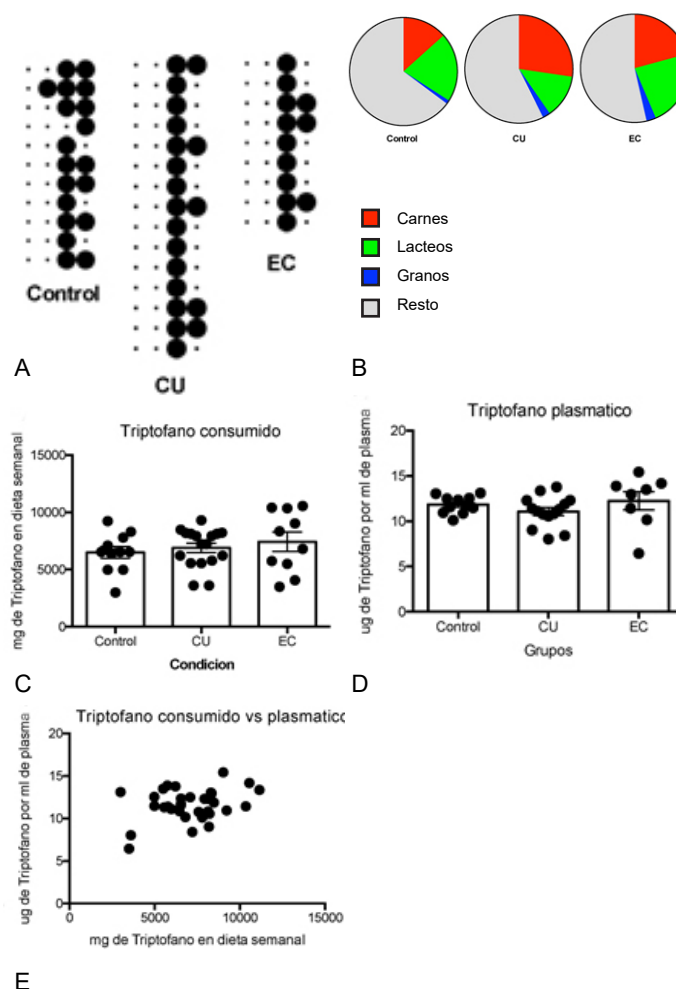 Control
CU
EC
A
Control
CU
EC
Carnes
Lacteos
Granos
Resto
B
Triptofano consumido
mg de Triptofano en dieta semanal
15000
10000
5000
0
Control
CU
EC
Condicion
C
Triptofano plasmatico
ug de Triptofano por ml de plasma
20
15
10
5
0
Control
CU
EC
Grupos
D
Triptofano consumido vs plasmatico
ug de Triptofano por ml de plasma
20
15
10
5
0
0
5000
10000
15000
mg de Triptofano en dieta semanal
E